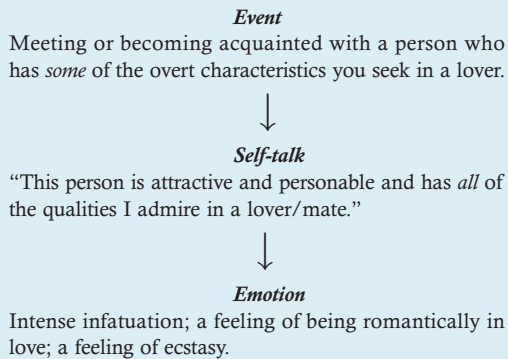 Event
Meeting or becoming acquainted with a person who
has some of the overt characteristics you seek in a lover.
Self-talk
“This person is attractive and personable and has all of
the qualities I admire in a lover/mate.”
Emotion
Intense infatuation; a feeling of being romantically in
love; a feeling of ecstasy.